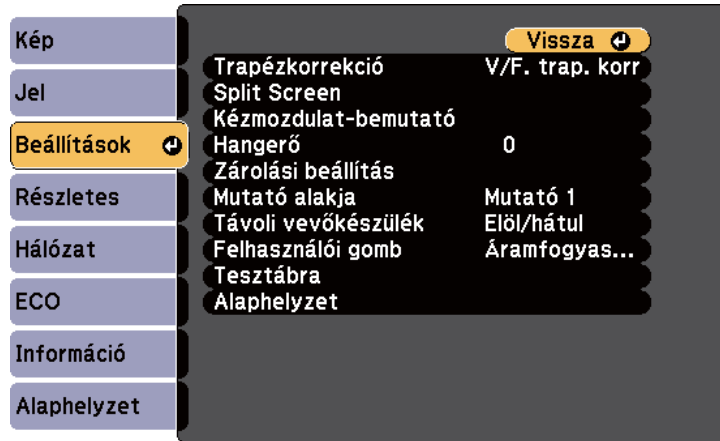 Kép
Jel
Beállítások
Részletes
Hálózat
ECO
Információ
Alaphelyzet
Vissza
Trapézkorrekció V/F. trap. korr
Split Screen
Kézmozdulat-bemutató
Hangerő 0
Zárolási beállítás
Mutató alakja Mutató 1
Távoli vevőkészülék Elöl/hátul
Felhasználói gomb Áramfogyas...
Tesztábra
Alaphelyzet